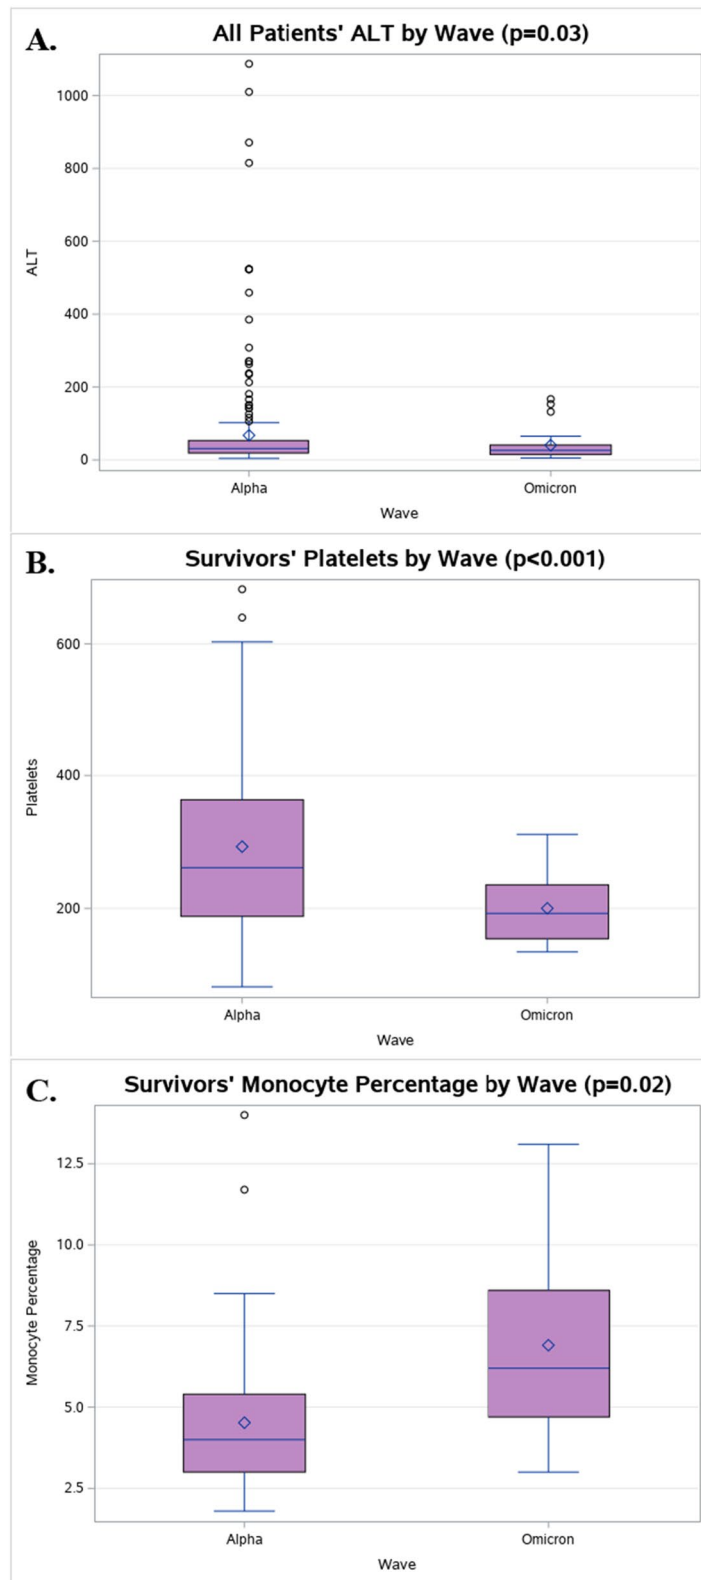 A.
All Patients' ALT by Wave (p=0.03)
1000
800
600
400
200
0
ALT
Alpha
Omicron
Wave
B.
Survivors' Platelets by Wave (p<0.001)
600
400
200
Platelets
Alpha
Omicron
Wave
C.
Survivors' Monocyte Percentage by Wave (p=0.02)
12.5
10.0
7.5
5.0
2.5
Monocyte Percentage
Alpha
Omicron
Wave